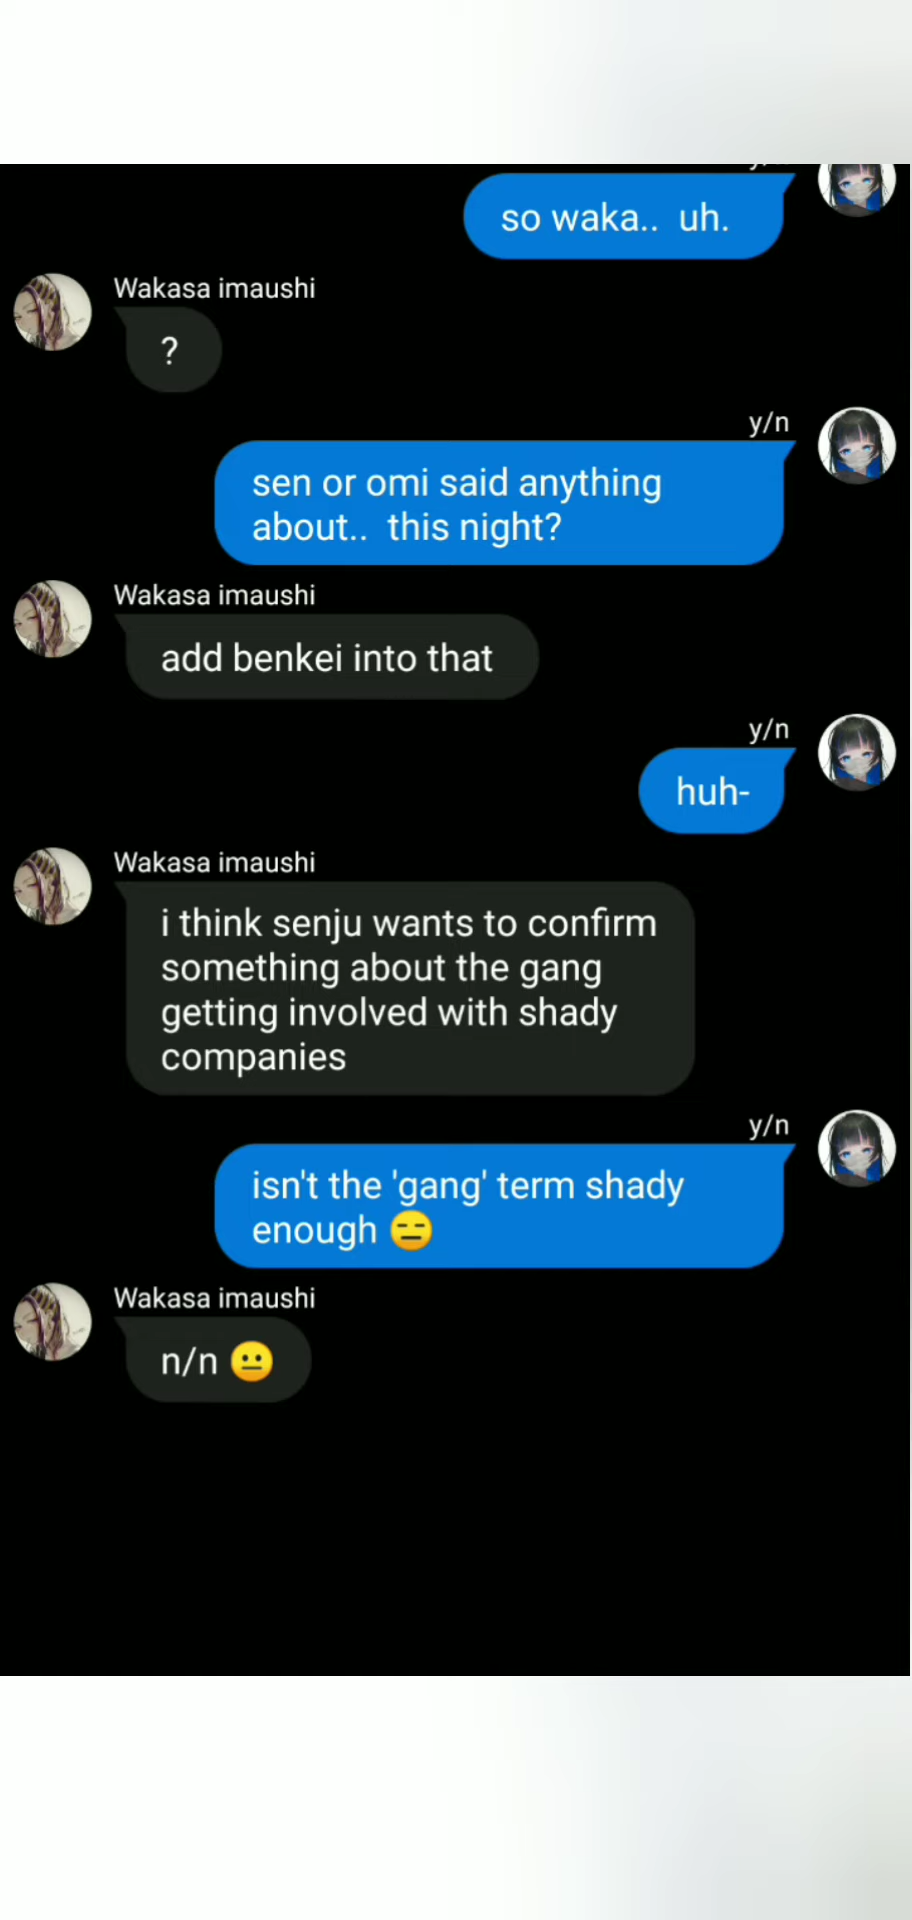 so waka..  uh.
Wakasa imaushi
?
y/n
sen or omi said anything
about..  this night?
Wakasa imaushi
add benkei into that
y/n
huh-
Wakasa imaushi
i think senju wants to confirm
something about the gang
getting involved with shady
companies
y/n
isn't the 'gang' term shady
enough 😑
Wakasa imaushi
n/n 😐